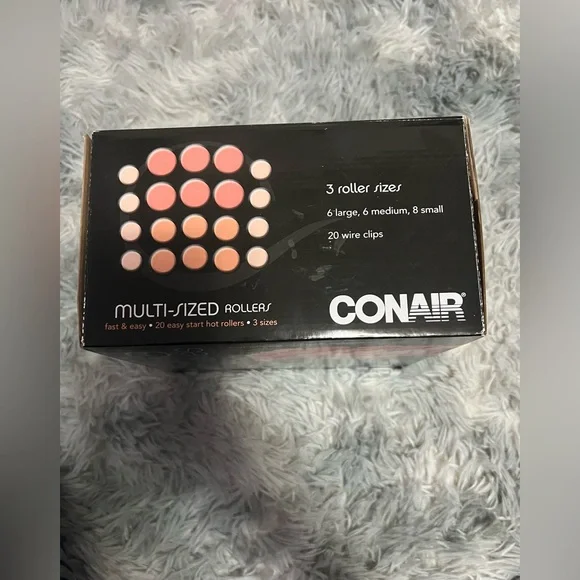 3 roller sizes
6 large, 6 medium, 8 small
20 wire clips
MULTI-SIZED ROLLERS
fast & easy • 20 easy start hot rollers • 3 sizes
CONAIR®